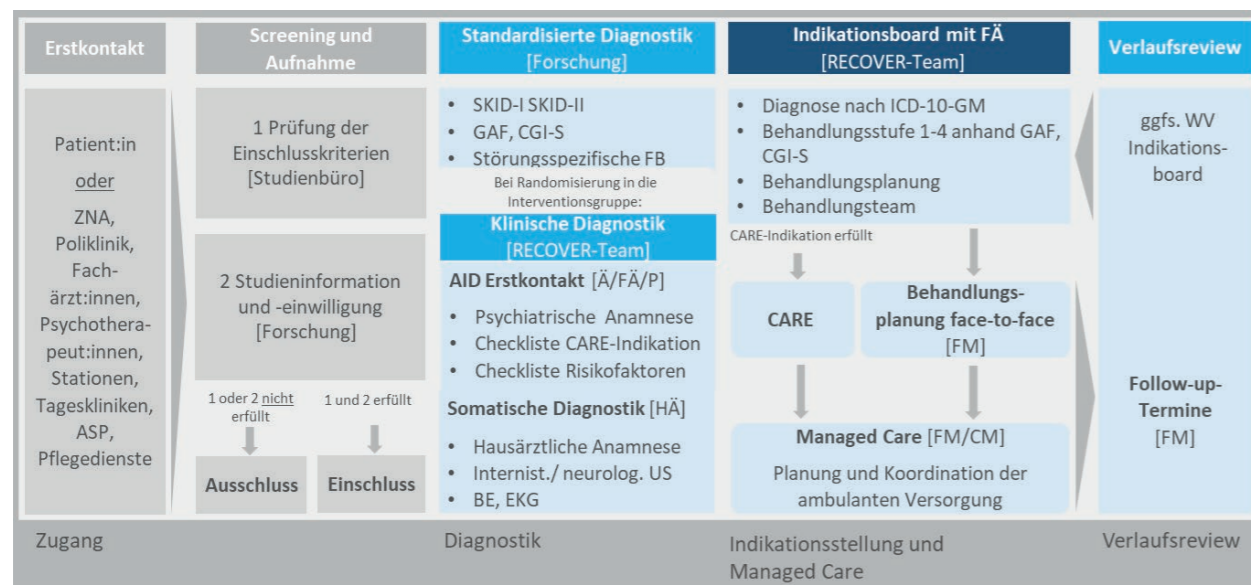 Erstkontakt
Patient:in
oder
ZNA,
Poliklinik,
Fach-
ärzt:innen,
Psychothera-
peut:innen,
Stationen,
Tageskliniken,
ASP,
Pflegedienste
Screening und
Aufnahme
1 Prüfung der
Einschlusskriterien
[Studienbüro]
2 Studieninformation
und -einwilligung
[Forschung]
1 oder 2 nicht
erfüllt
1 und 2 erfüllt
Ausschluss
Einschluss
Standardisierte Diagnostik
[Forschung]
• SKID-I SKID-II
• GAF, CGI-S
• Störungsspezifische FB
Bei Randomisierung in die
Interventionsgruppe:
Klinische Diagnostik
[RECOVER-Team]
AID Erstkontakt [Ä/FÄ/P]
• Psychiatrische Anamnese
• Checkliste CARE-Indikation
• Checkliste Risikofaktoren
Somatische Diagnostik [HÄ]
• Hausärztliche Anamnese
• Internist./ neurolog. US
• BE, EKG
Indikationsboard mit FÄ
[RECOVER-Team]
• Diagnose nach ICD-10-GM
• Behandlungsstufe 1-4 anhand GAF,
CGI-S
• Behandlungsplanung
• Behandlungsteam
CARE-Indikation erfüllt
CARE
Behandlungs-
planung face-to-face
[FM]
Managed Care [FM/CM]
Planung und Koordination der
ambulanten Versorgung
Verlaufsreview
ggfs. WV
Indikations-
board
Follow-up-
Termine
[FM]
Zugang
Diagnostik
Indikationsstellung und
Managed Care
Verlaufsreview